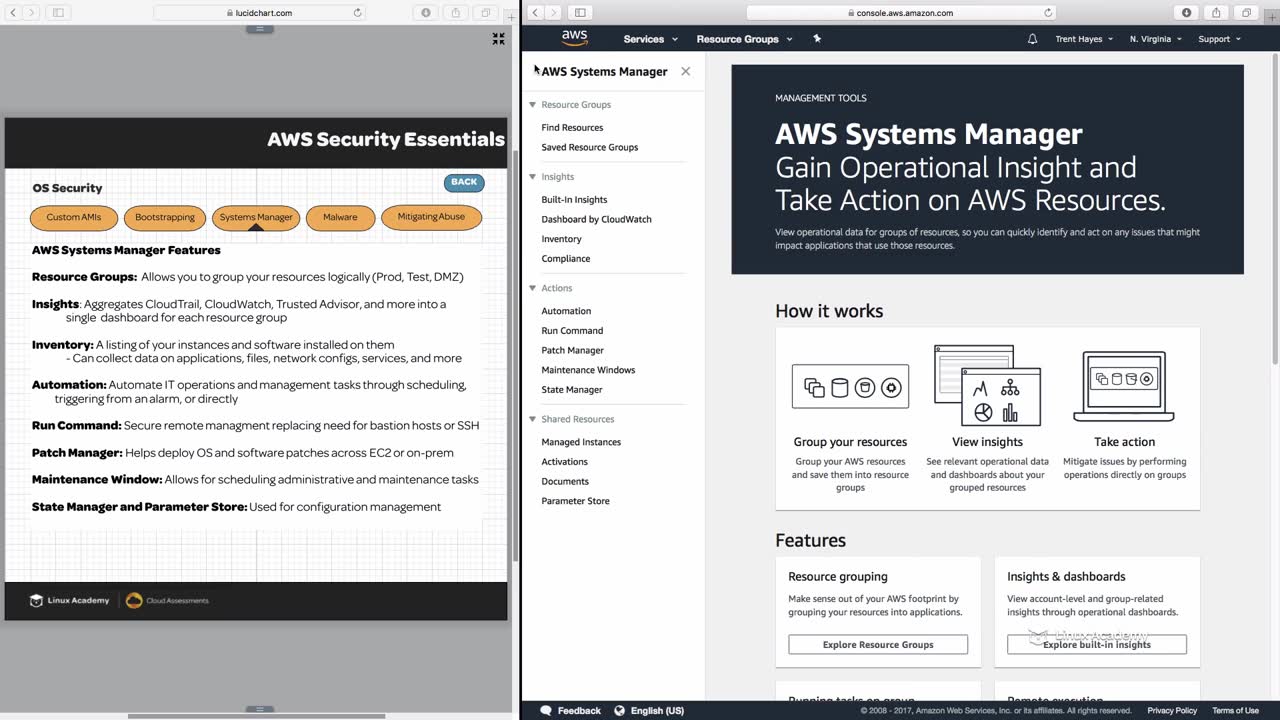 lucidchart.com
AWS Security Essentials
OS Security
BACK
Custom AMIs
Bootstrapping
Systems Manager
Malware
Mitigating Abuse
AWS Systems Manager Features
Resource Groups: Allows you to group your resources logically (Prod, Test, DMZ)
Insights: Aggregates CloudTrail, CloudWatch, Trusted Advisor, and more into a
single dashboard for each resource group
Inventory: A listing of your instances and software installed on them
- Can collect data on applications, files, network configs, services, and more
Automation: Automate IT operations and management tasks through scheduling,
triggering from an alarm, or directly
Run Command: Secure remote managment replacing need for bastion hosts or SSH
Patch Manager: Helps deploy OS and software patches across EC2 or on-prem
Maintenance Window: Allows for scheduling administrative and maintenance tasks
State Manager and Parameter Store: Used for configuration management
Linux Academy
Cloud Assessments
console.aws.amazon.com
aws
Services
Resource Groups
Trent Hayes
N. Virginia
Support
AWS Systems Manager
Resource Groups
Find Resources
Saved Resource Groups
Insights
Built-In Insights
Dashboard by CloudWatch
Inventory
Compliance
Actions
Automation
Run Command
Patch Manager
Maintenance Windows
State Manager
Shared Resources
Managed Instances
Activations
Documents
Parameter Store
MANAGEMENT TOOLS
AWS Systems Manager
Gain Operational Insight and
Take Action on AWS Resources.
View operational data for groups of resources, so you can quickly identify and act on any issues that might
impact applications that use those resources.
How it works
Group your resources
Group your AWS resources
and save them into resource
groups
View insights
See relevant operational data
and dashboards about your
grouped resources
Take action
Mitigate issues by performing
operations directly on groups
Features
Resource grouping
Make sense out of your AWS footprint by
grouping your resources into applications.
Explore Resource Groups
Insights & dashboards
View account-level and group-related
insights through operational dashboards.
Linux Academy
Explore built-in insights
Running tasks on group
Remote execution
Feedback
English (US)
© 2008 - 2017, Amazon Web Services, Inc. or its affiliates. All rights reserved.
Privacy Policy
Terms of Use